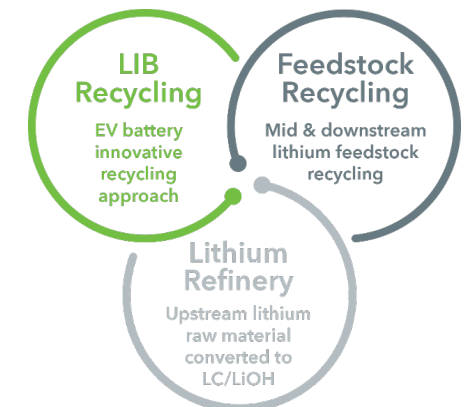 LIB
Recycling
EV battery
innovative
recycling
approach
Feedstock
Recycling
Mid & downstream
lithium feedstock
recycling
Lithium
Refinery
Upstream lithium
raw material
converted to
LC/LiOH